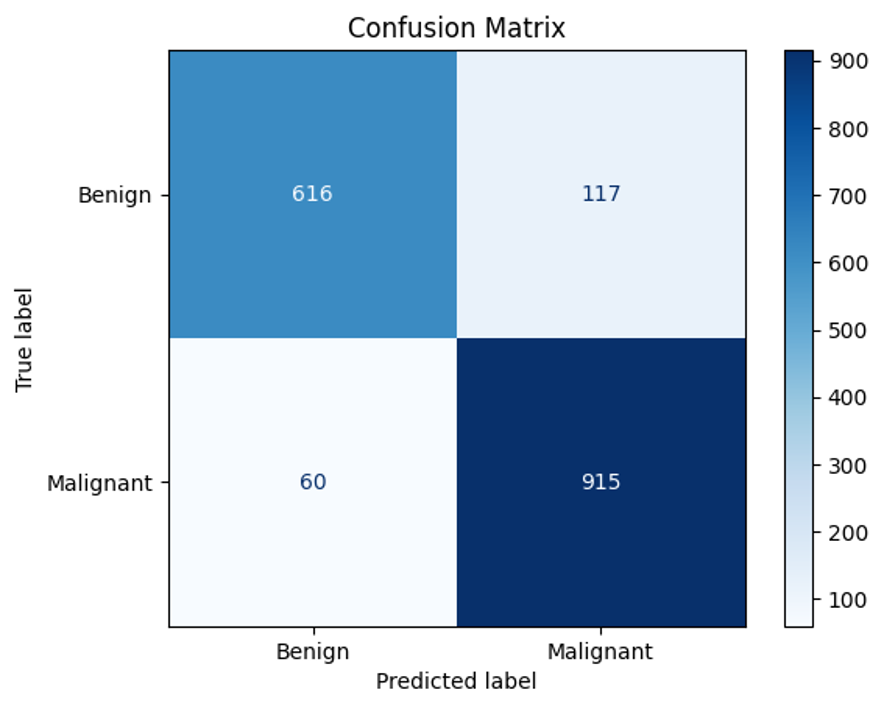 Confusion Matrix
Benign
616
117
Malignant
60
915
Benign
Malignant
Predicted label
True label
900
800
700
600
500
400
300
200
100